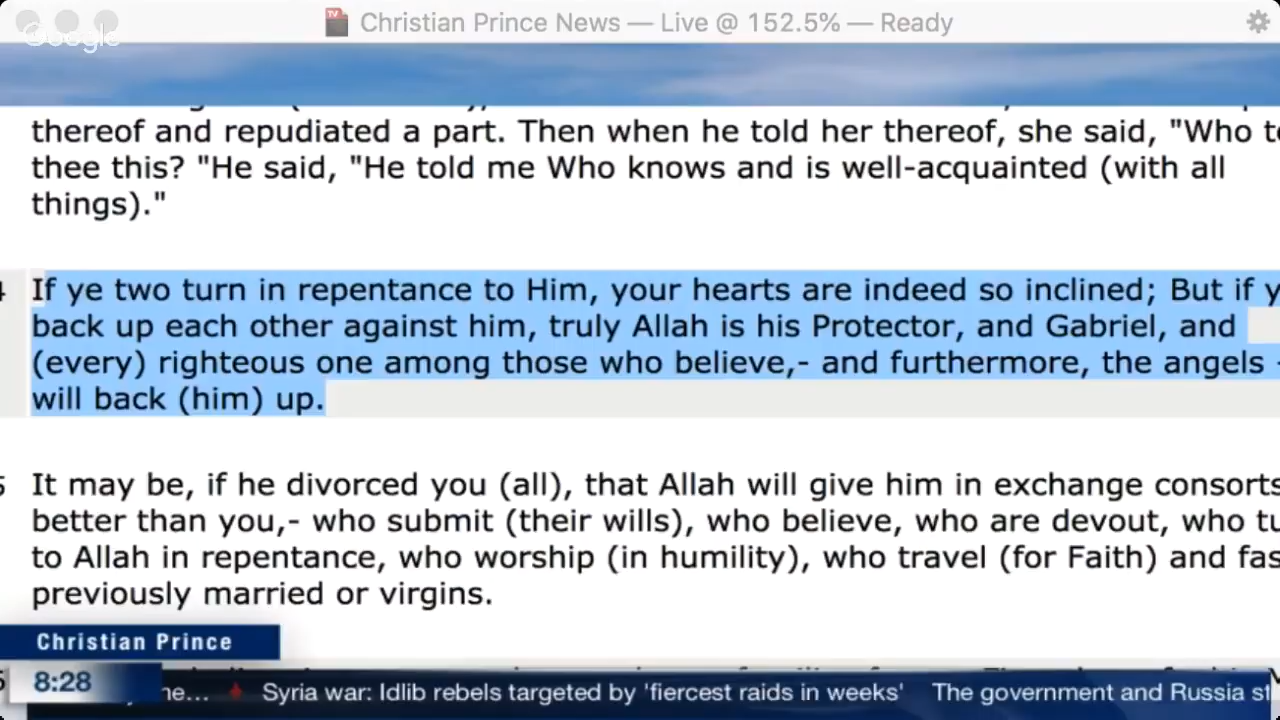 Google
Christian Prince News — Live @ 152.5% — Ready
thereof and repudiated a part. Then when he told her thereof, she said, "Who
thee this? "He said, "He told me Who knows and is well-acquainted (with all
things)."
If ye two turn in repentance to Him, your hearts are indeed so inclined; But if
back up each other against him, truly Allah is his Protector, and Gabriel, and
(every) righteous one among those who believe,- and furthermore, the angels -
will back (him) up.
5 It may be, if he divorced you (all), that Allah will give him in exchange consorts
better than you,- who submit (their wills), who believe, who are devout, who
to Allah in repentance, who worship (in humility), who travel (for Faith) and
previously married or virgins.
Christian Prince
8:28
Syria war: Idlib rebels targeted by 'fiercest raids in weeks' The government and Russia